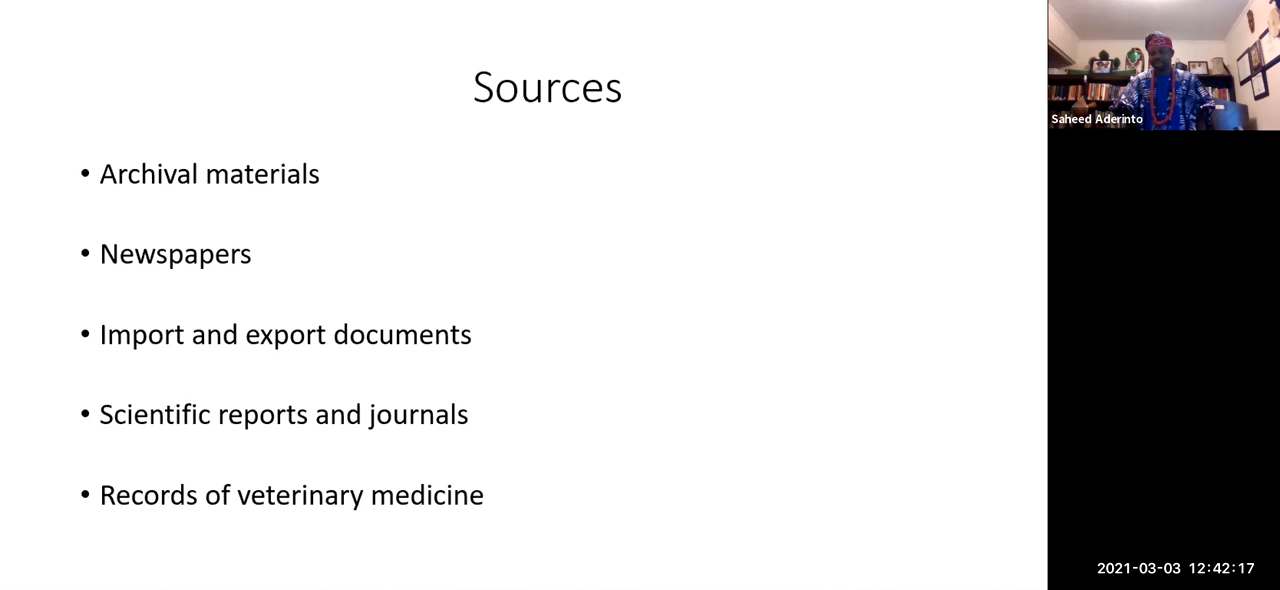 Sources
• Archival materials
• Newspapers
• Import and export documents
• Scientific reports and journals
• Records of veterinary medicine
Saheed Aderinto
2021-03-03 12:42:17